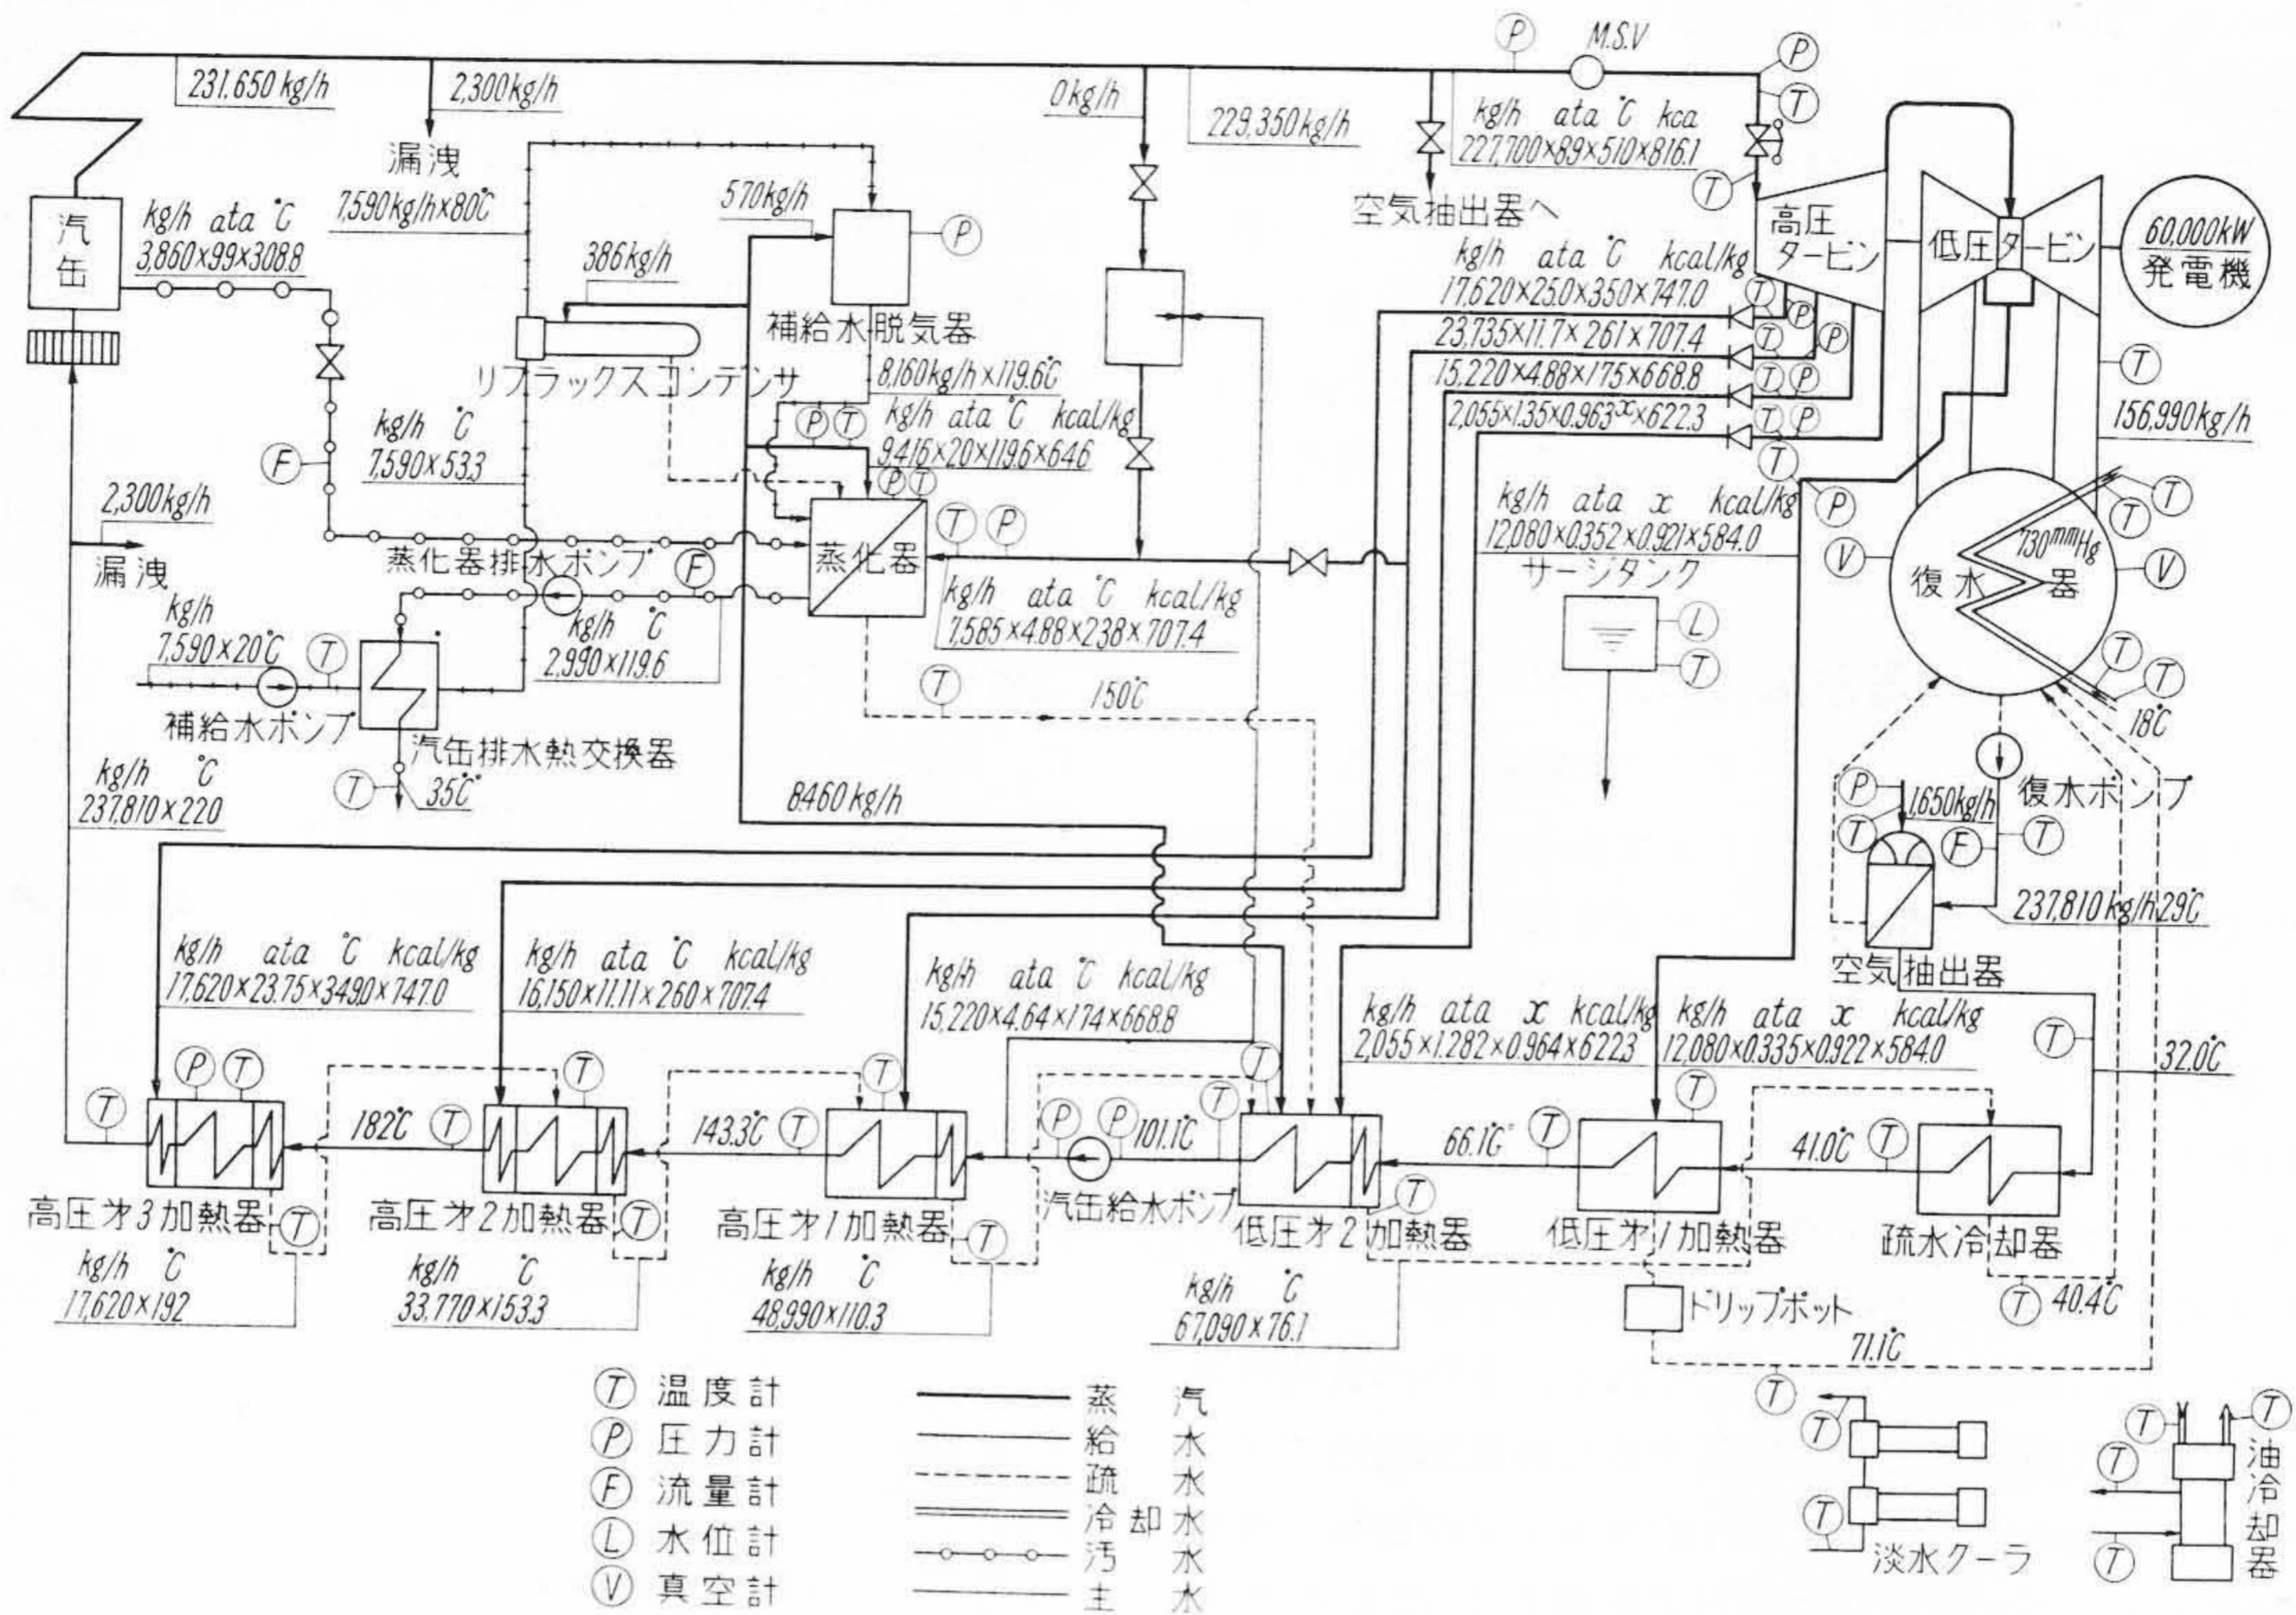 M.S.V
231.650 kg/h
2,300kg/h
漏洩
0kg/h
229,350kg/h
kg/h ata ℃ kca
227,700×89×510×816.1
空気抽出器へ
汽缶
kg/h ata ℃
3,860×99×308.8
7,590kg/h×80℃
570kg/h
386kg/h
補給水脱気器
リフラックスコンデンサ
8,160kg/h×119.6℃
kg/h ata ℃ kcal/kg
9,416×20×119.6×646
kg/h ata ℃ kcal/kg
17,620×25.0×350×747.0
23,735×11.7×261×707.4
15,220×4.88×175×668.8
2,055×1.35×0.963x×622.3
高圧タービン
低圧タービン
60,000kW
発電機
156,990kg/h
kg/h ℃
7,590×53.3
2,300kg/h
漏洩
蒸化器排水ポンプ
蒸化器
kg/h ata ℃ kcal/kg
7,585×4.88×238×707.4
kg/h ata x kcal/kg
12,080×0.352×0.921×584.0
サージタンク
730mmHg
復水器
18℃
kg/h
7,590×20℃
補給水ポンプ
汽缶排水熱交換器
35℃
kg/h ℃
2,990×119.6
150℃
kg/h ℃
237,810×220
8460 kg/h
復水ポンプ
1,650kg/h
237,810 kg/h 29℃
空気抽出器
32.0℃
kg/h ata ℃ kcal/kg
17,620×23.75×349.0×747.0
kg/h ata ℃ kcal/kg
16,150×11.11×260×707.4
kg/h ata ℃ kcal/kg
15,220×4.64×174×668.8
kg/h ata x kcal/kg
2,055×1.282×0.964×622.3
kg/h ata x kcal/kg
12,080×0.335×0.922×584.0
182℃
143.3℃
101.1℃
66.1℃
41.0℃
高圧才3加熱器
高圧才2加熱器
高圧才1加熱器
汽缶給水ポンプ
低圧才2加熱器
低圧才1加熱器
疏水冷却器
kg/h ℃
17,620×192
kg/h ℃
33,770×153.3
kg/h ℃
48,990×110.3
kg/h ℃
67,090×76.1
ドリップポット
40.4℃
71.1℃
T 温度計
P 圧力計
F 流量計
L 水位計
V 真空計
蒸汽
給水
疏水
冷却水
汚水
主水
淡水クーラ
油冷却器